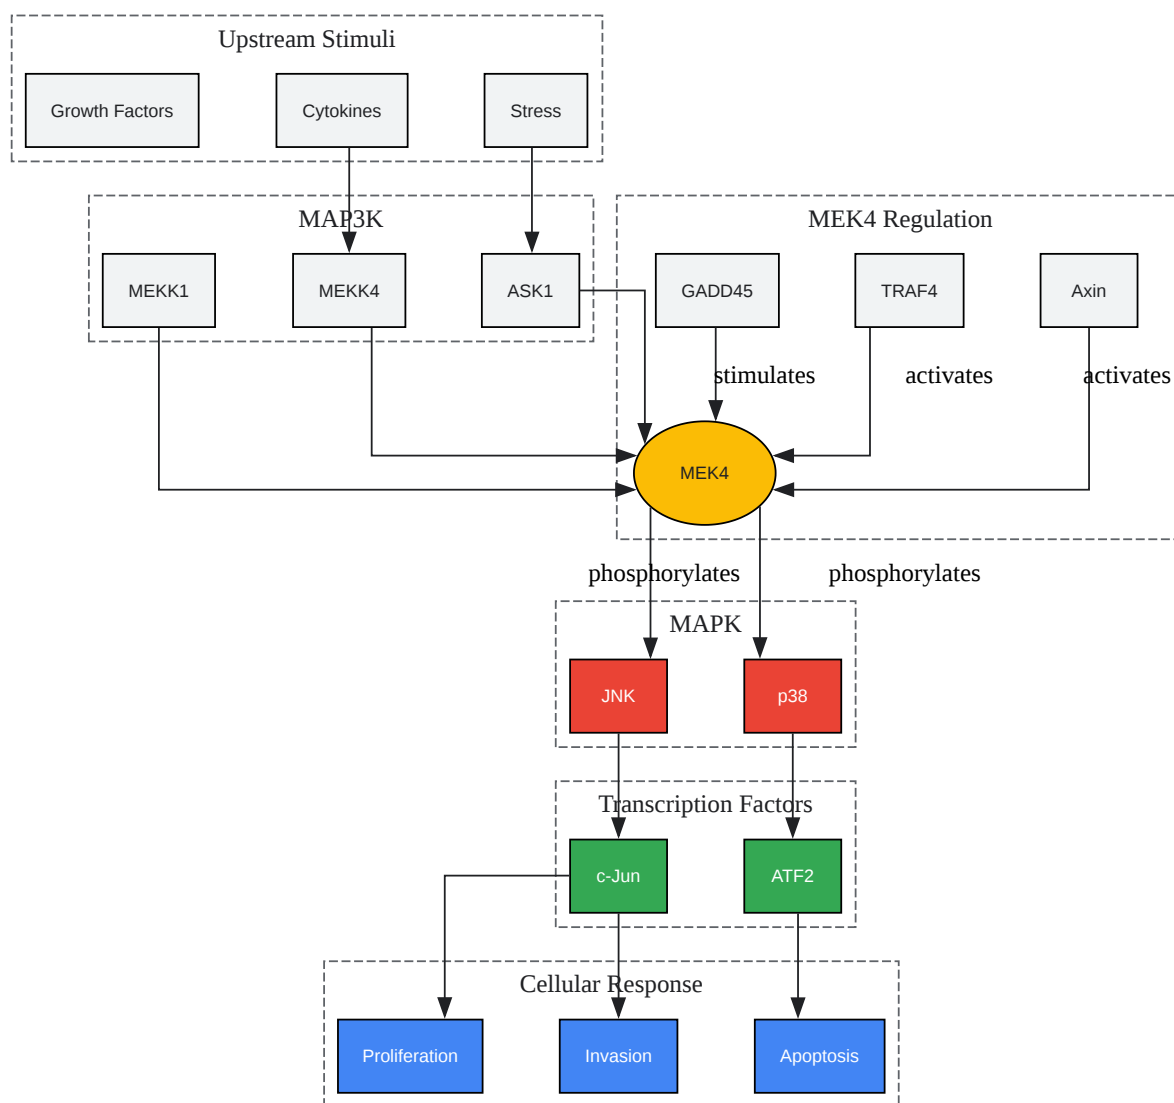 Upstream Stimuli
Growth Factors
Cytokines
Stress
MAP3K
MEK4 Regulation
MEKK1
MEKK4
ASK1
GADD45
TRAF4
Axin
stimulates
activates
activates
MEK4
phosphorylates
phosphorylates
MAPK
JNK
p38
Transcription Factors
c-Jun
ATF2
Cellular Response
Proliferation
Invasion
Apoptosis